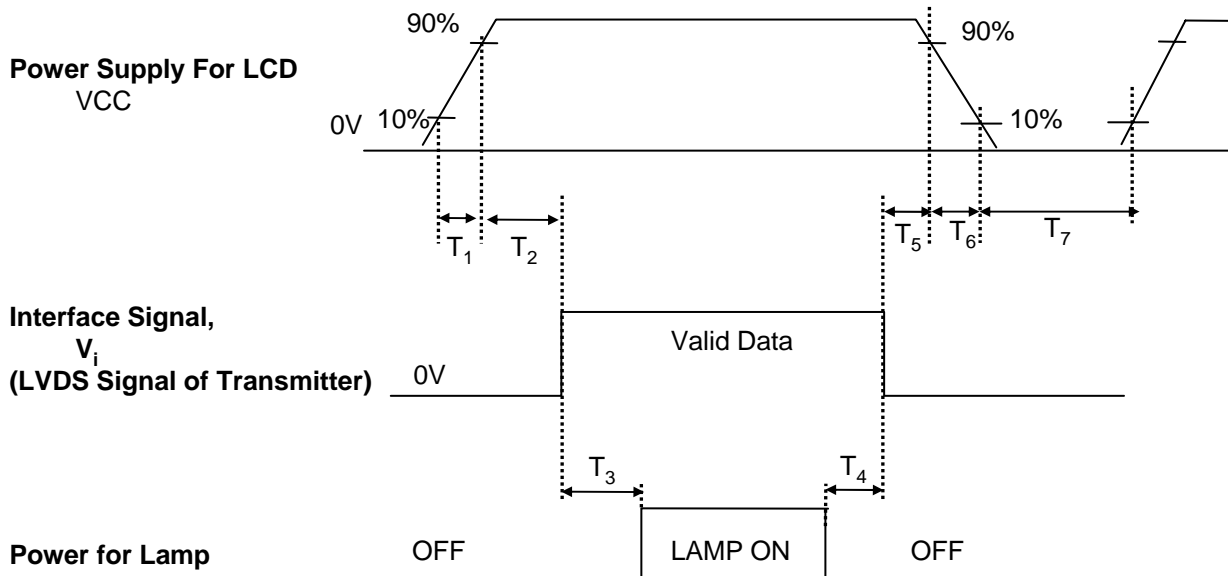 90%
90%
Power Supply For LCD
VCC
0V
10%
10%
T1
T2
T5
T6
T7
Interface Signal,
Vi
(LVDS Signal of Transmitter)
0V
Valid Data
T3
T4
Power for Lamp
OFF
LAMP ON
OFF